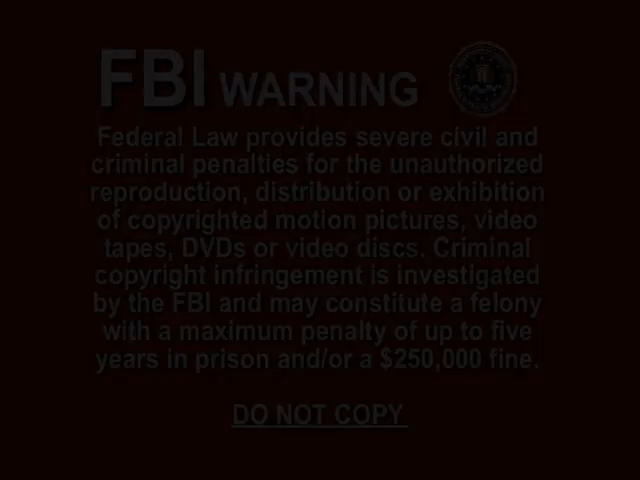 FBI WARNING
Federal Law provides severe civil and
criminal penalties for the unauthorized
reproduction, distribution or exhibition
of copyrighted motion pictures, video
tapes, DVDs or video discs. Criminal
copyright infringement is investigated
by the FBI and may constitute a felony
with a maximum penalty of up to five
years in prison and/or a $250,000 fine.
DO NOT COPY